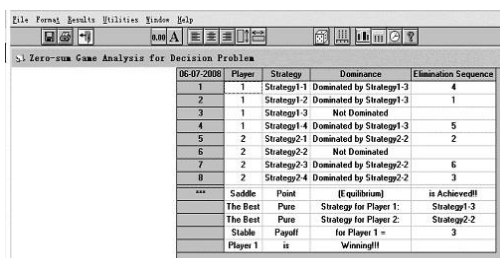 File Format Results Utilities Window Help
0.00 A
Zero-sum Game Analysis for Decision Problem
06-07-2008 Player Strategy Dominance Elimination Sequence
1 1 Strategy1-1 Dominated by Strategy1-3 4
2 1 Strategy1-2 Dominated by Strategy1-3 1
3 1 Strategy1-3 Not Dominated
4 1 Strategy1-4 Dominated by Strategy1-3 5
5 2 Strategy2-1 Dominated by Strategy2-2 2
6 2 Strategy2-2 Not Dominated
7 2 Strategy2-3 Dominated by Strategy2-2 6
8 2 Strategy2-4 Dominated by Strategy2-2 3
*** Saddle Point (Equilibrium) is Achieved!!
The Best Pure Strategy for Player 1: Strategy1-3
The Best Pure Strategy for Player 2: Strategy2-2
Stable Payoff for Player 1 = 3
Player 1 is Winning!!!